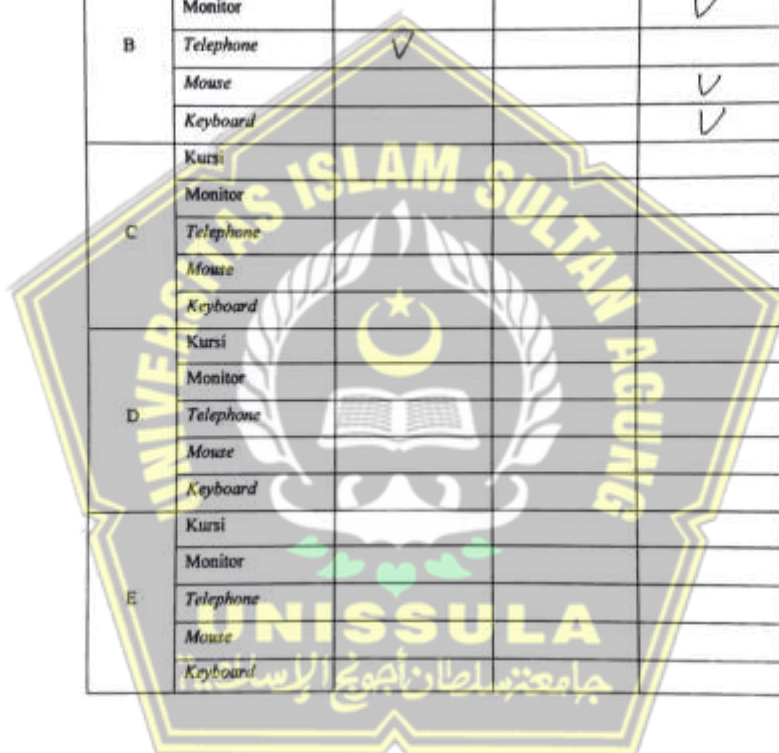 Monitor ✓
B Telephone ✓
Mouse ✓
Keyboard ✓
Kursi
Monitor
C Telephone
Mouse
Keyboard
Kursi
Monitor
D Telephone
Mouse
Keyboard
Kursi
Monitor
E Telephone
Mouse
Keyboard
UNIVERSITAS ISLAM SULTAN AGUNG
UNISSULA
جامعة سلطان أجونج الإسلامية